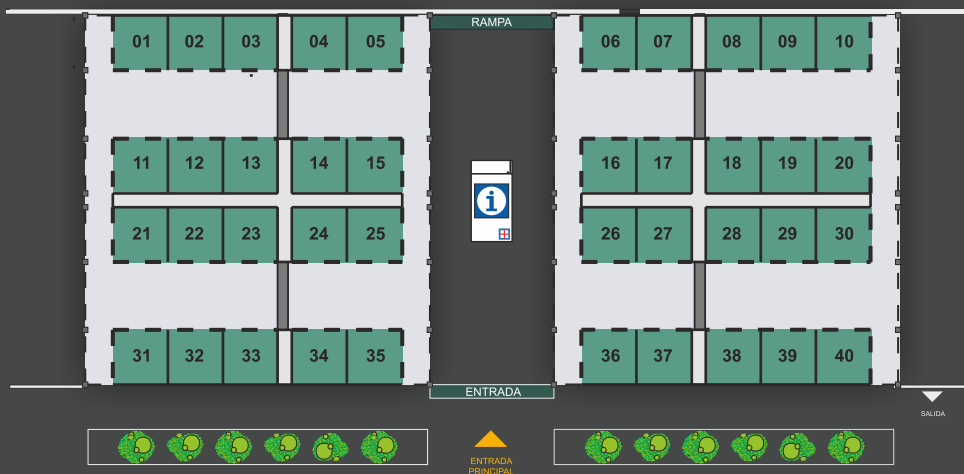 RAMPA
01 02 03 04 05 06 07 08 09 10
11 12 13 14 15 16 17 18 19 20
i
21 22 23 24 25 26 27 28 29 30
31 32 33 34 35 36 37 38 39 40
ENTRADA
SALIDA
ENTRADA
PRINCIPAL